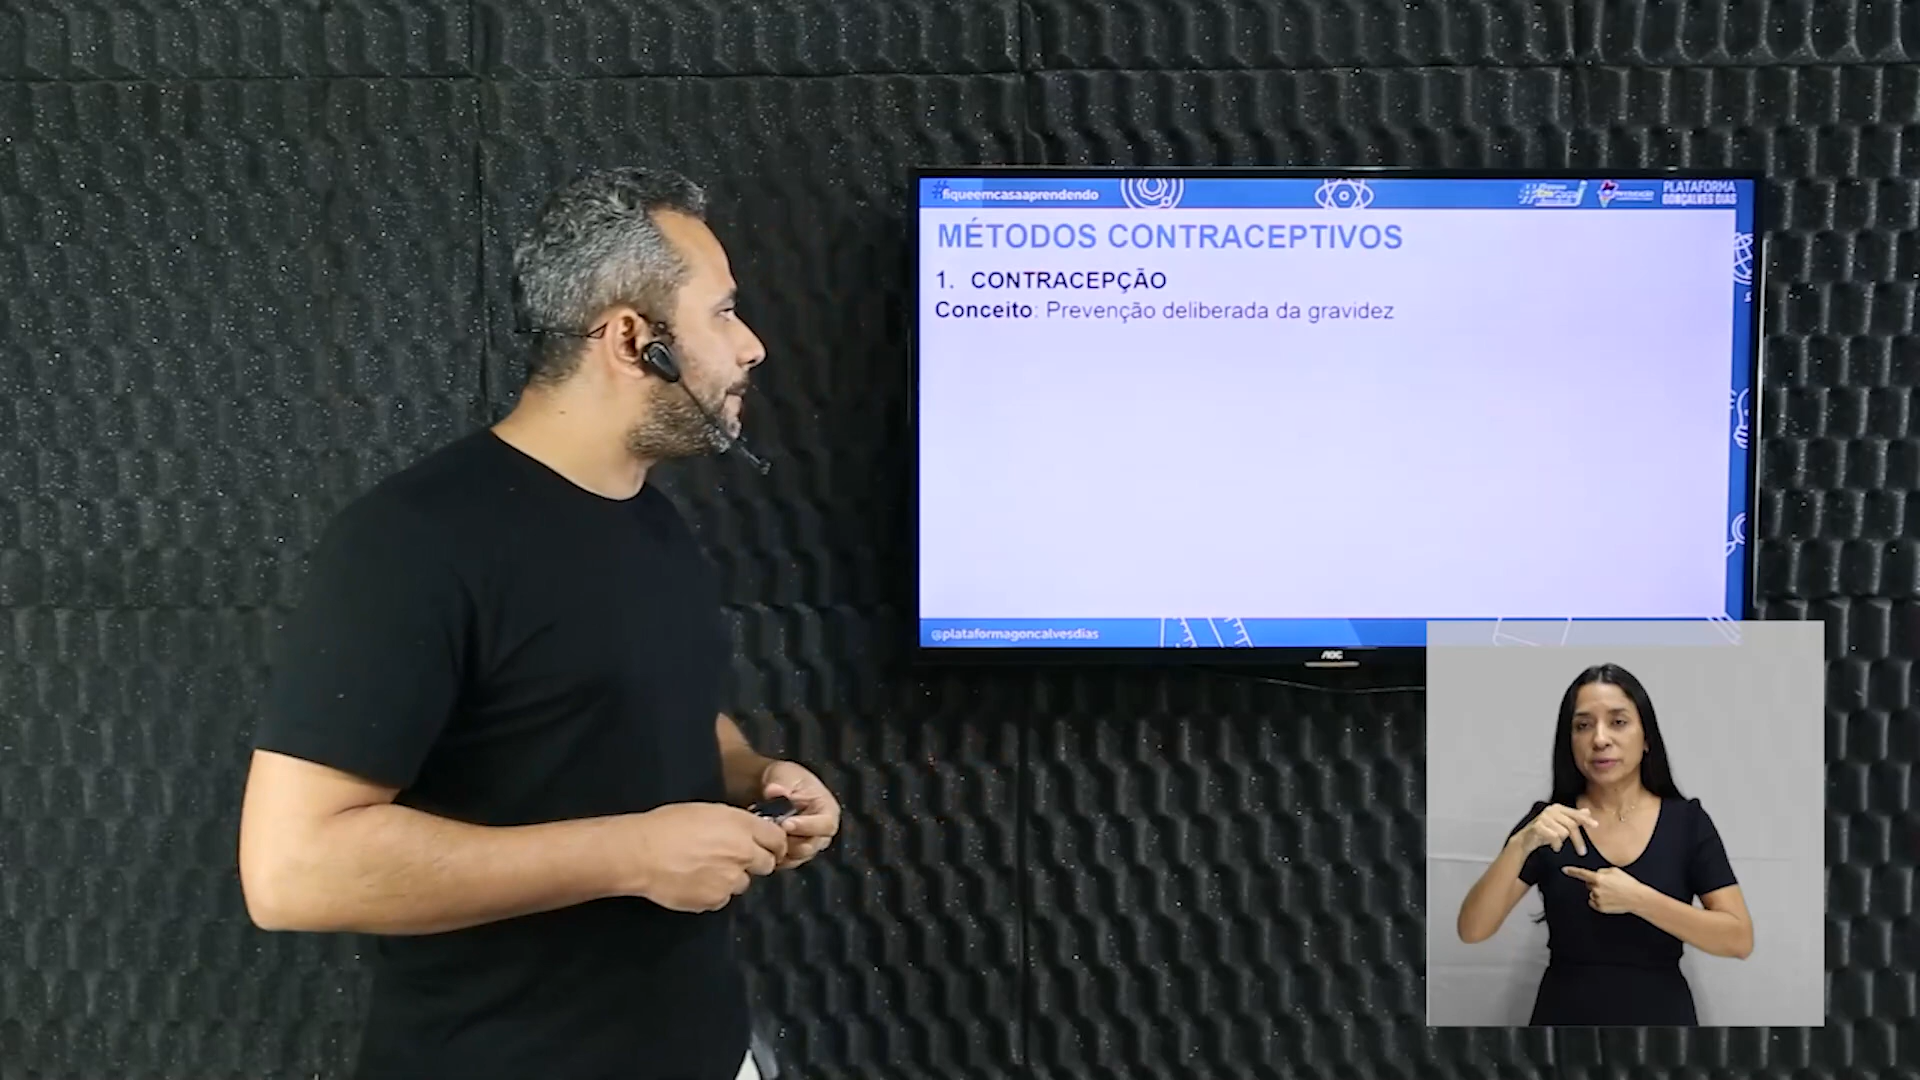 #fiqueemcasaaprendendo
PLATAFORMA
GONÇALVES DIAS
MÉTODOS CONTRACEPTIVOS
1. CONTRACEPÇÃO
Conceito: Prevenção deliberada da gravidez
@plataformagoncalvesdias
AOC